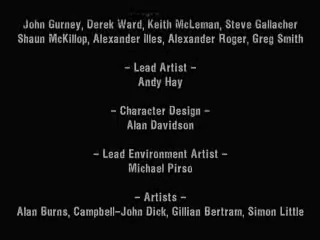 John Gurney, Derek Ward, Keith McLeman, Steve Gallacher
Shaun McKillop, Alexander Illes, Alexander Roger, Greg Smith
– Lead Artist –
Andy Hay
– Character Design –
Alan Davidson
– Lead Environment Artist –
Michael Pirso
– Artists –
Alan Burns, Campbell–John Dick, Gillian Bertram, Simon Little